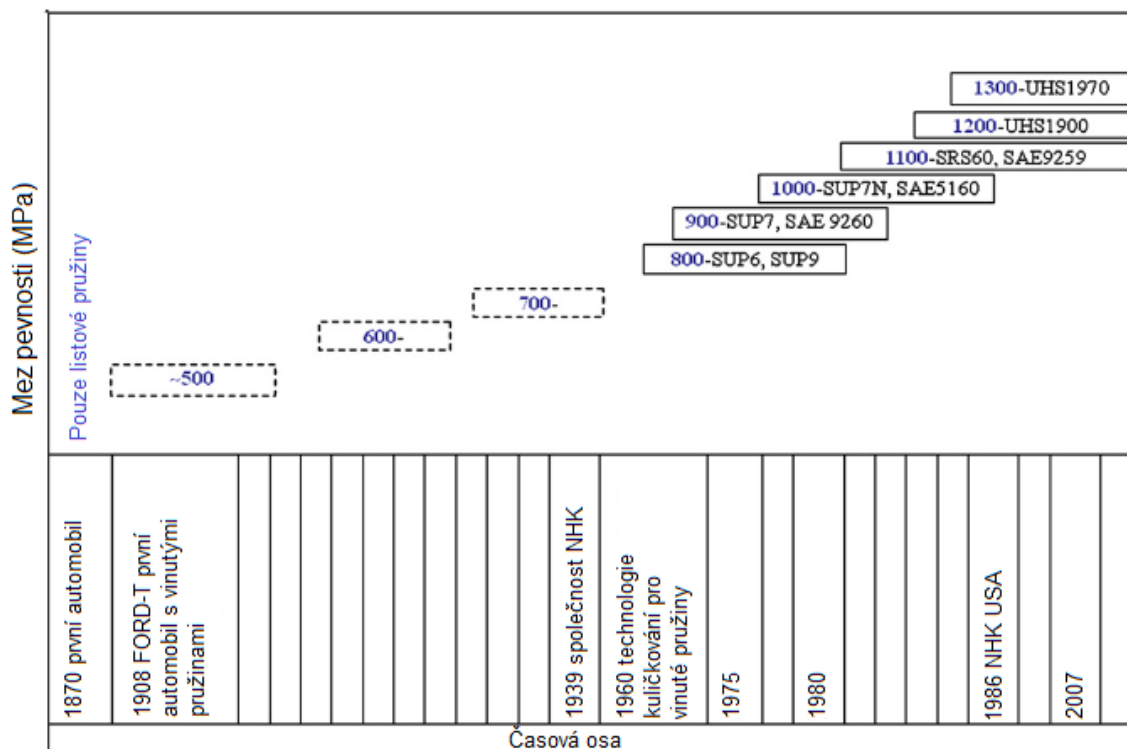 1300-UHS1970
1200-UHS1900
1100-SRS60, SAE9259
1000-SUP7N, SAE5160
900-SUP7, SAE 9260
800-SUP6, SUP9
700-
600-
~500
Mez pevnosti (MPa)
Pouze listové pružiny
1870 první automobil
1908 FORD-T první
automobil s vinutými
pružinami
1939 společnost NHK
1960 technologie
kuličkování pro
vinuté pružiny
1975
1980
1986 NHK USA
2007
Časová osa